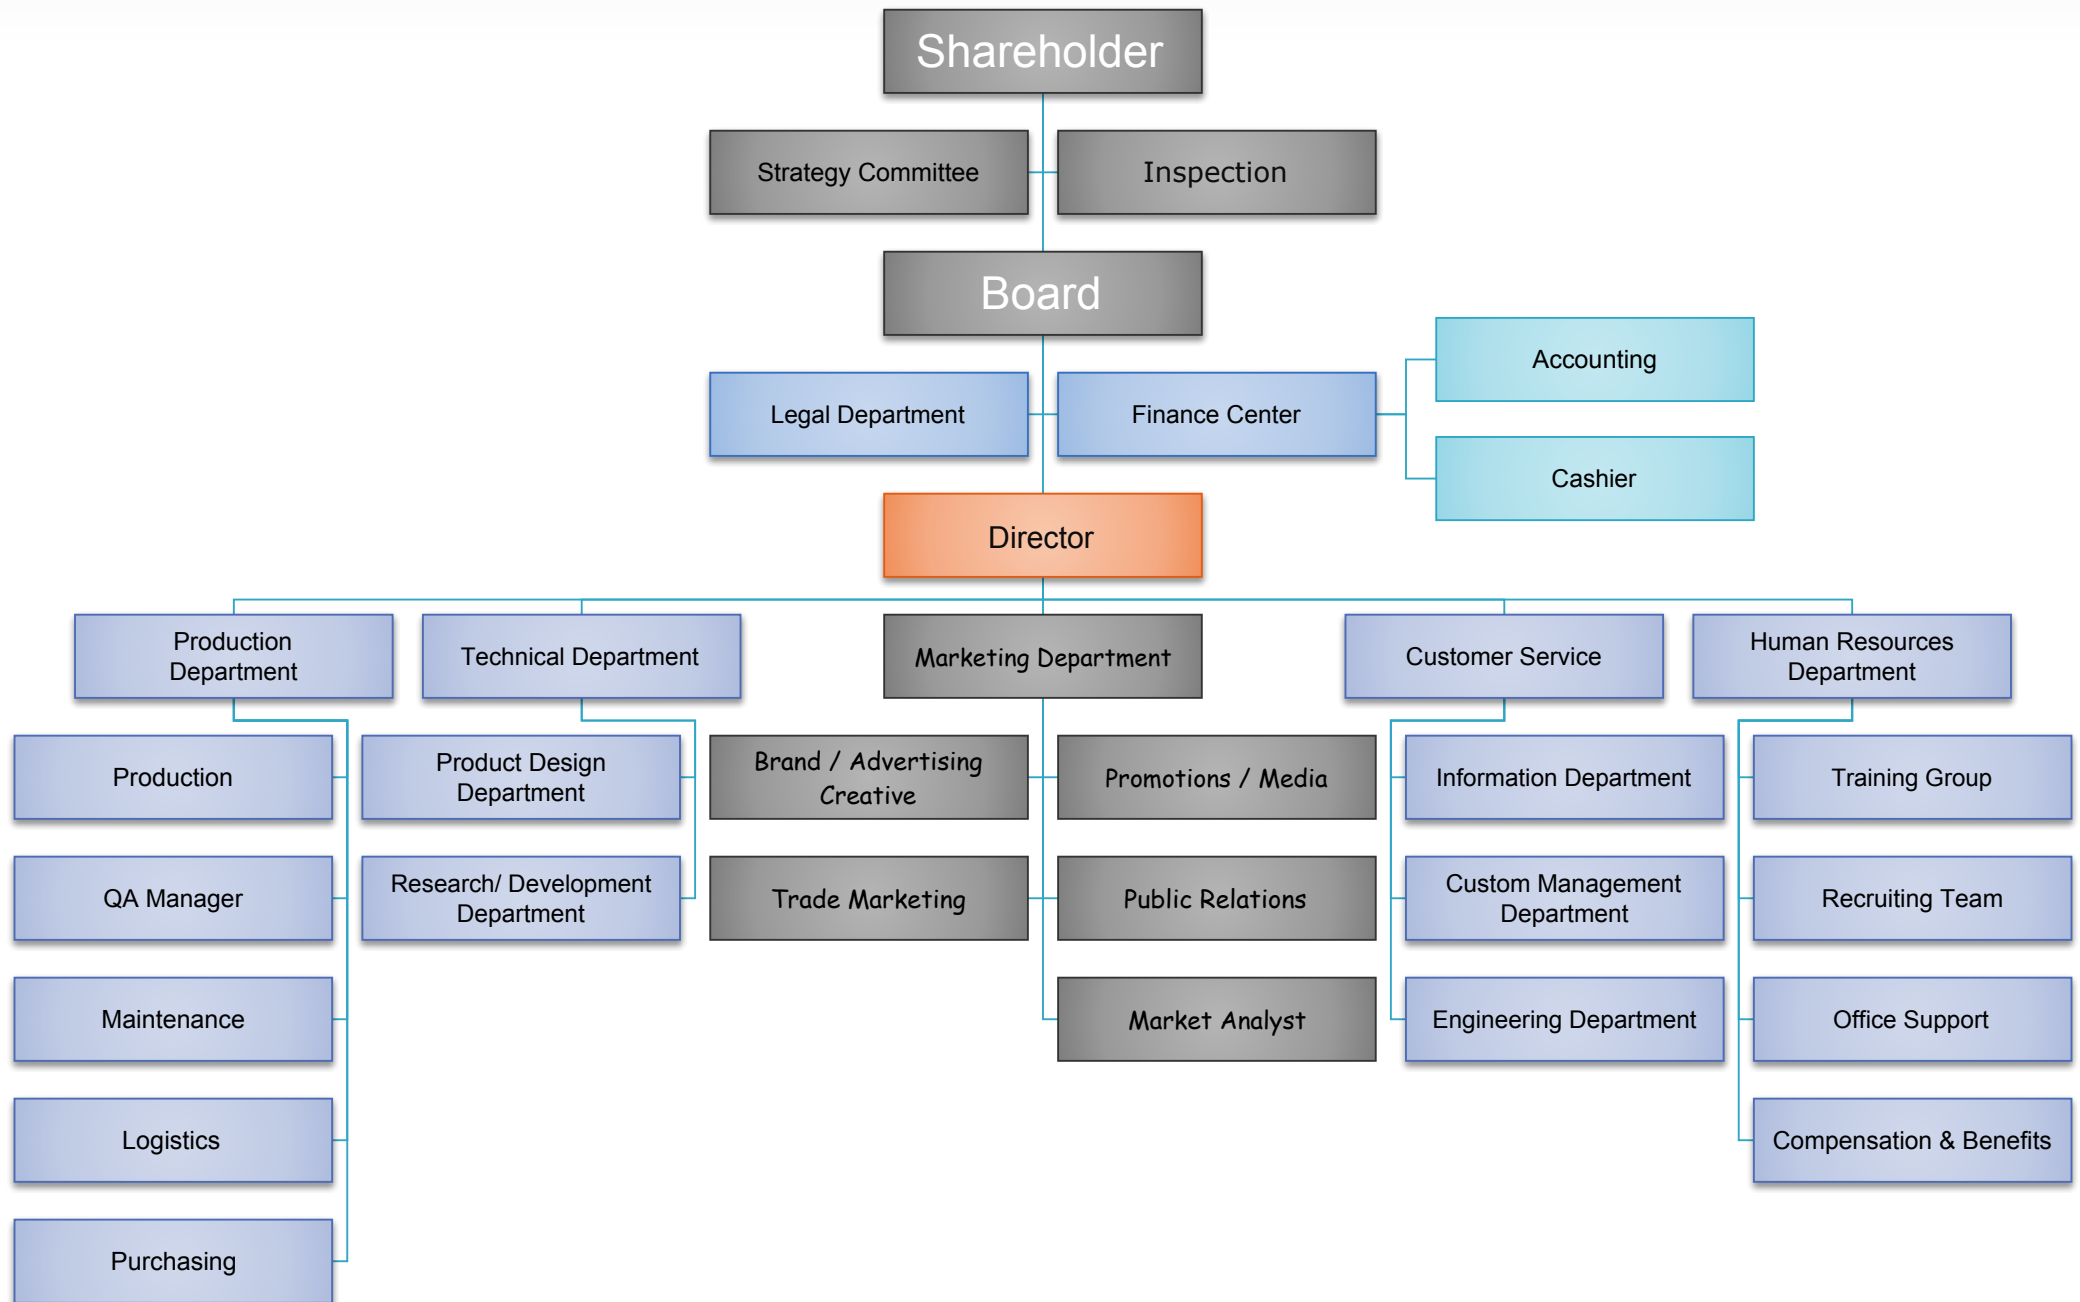 Shareholder
Strategy Committee
Inspection
Board
Accounting
Legal Department
Finance Center
Cashier
Director
Production
Department
Technical Department
Marketing Department
Customer Service
Human Resources
Department
Production
Product Design
Department
Brand / Advertising
Creative
Promotions / Media
Information Department
Training Group
QA Manager
Research/ Development
Department
Trade Marketing
Public Relations
Custom Management
Department
Recruiting Team
Maintenance
Market Analyst
Engineering Department
Office Support
Logistics
Compensation & Benefits
Purchasing